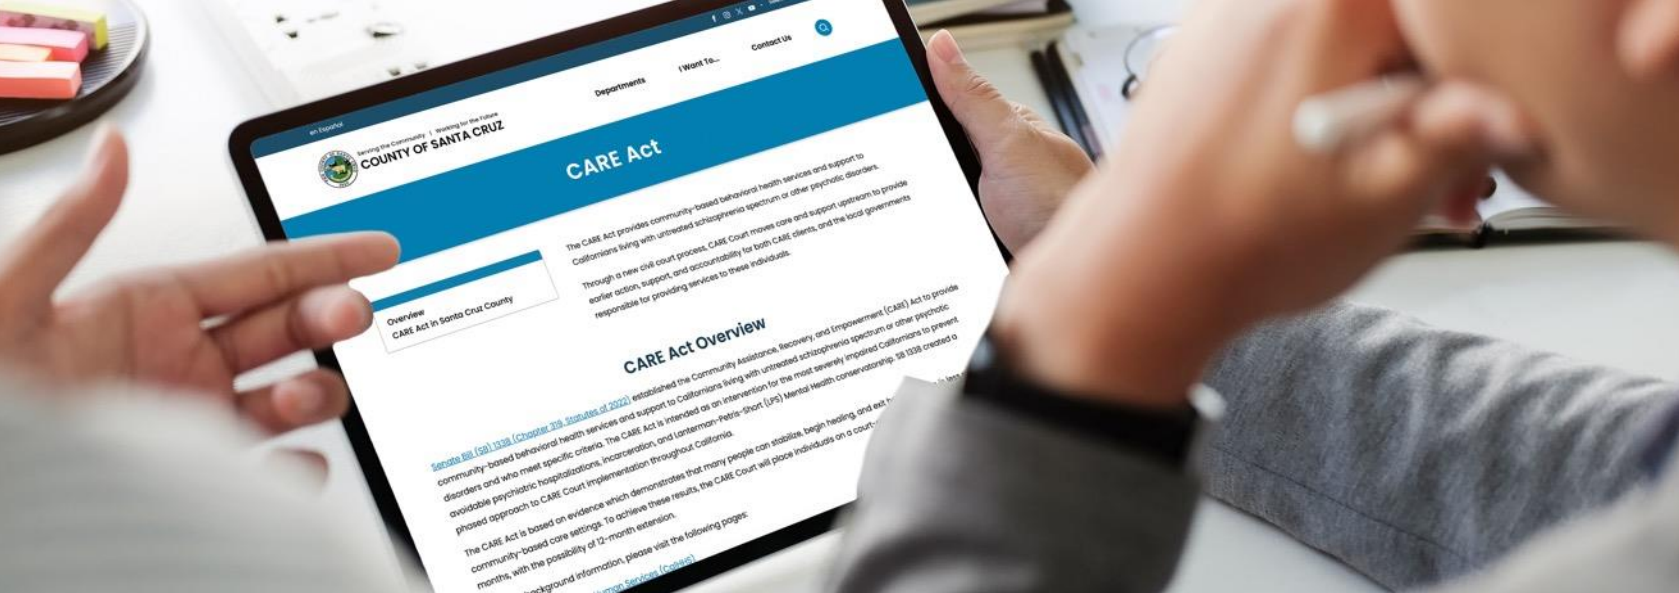 en Español
Serving the Community | Working for the Future
COUNTY OF SANTA CRUZ
Departments
I Want To...
Contact Us
CARE Act
Overview
CARE Act in Santa Cruz County
The CARE Act provides community-based behavioral health services and support to
Californians living with untreated schizophrenia spectrum or other psychotic disorders.
Through a new civil court process, CARE Court moves care and support upstream to provide
earlier action, support, and accountability for both CARE clients, and the local governments
responsible for providing services to these individuals.
CARE Act Overview
Senate Bill (SB) 1338 (Chapter 319, Statutes of 2022) established the Community Assistance, Recovery, and Empowerment (CARE) Act to provide
community-based behavioral health services and support to Californians living with untreated schizophrenia spectrum or other psychotic
disorders and who meet specific criteria. The CARE Act is intended as an intervention for the most severely impaired Californians to prevent
avoidable psychiatric hospitalizations, incarceration, and Lanterman-Petris-Short (LPS) Mental Health conservatorship. SB 1338 created a
phased approach to CARE Court implementation throughout California.
The CARE Act is based on evidence which demonstrates that many people can stabilize, begin healing, and exit in less
community-based care settings. To achieve these results, the CARE Court will place individuals on a court-
months, with the possibility of 12-month extension.
background information, please visit the following pages:
Human Services (CalHHS)